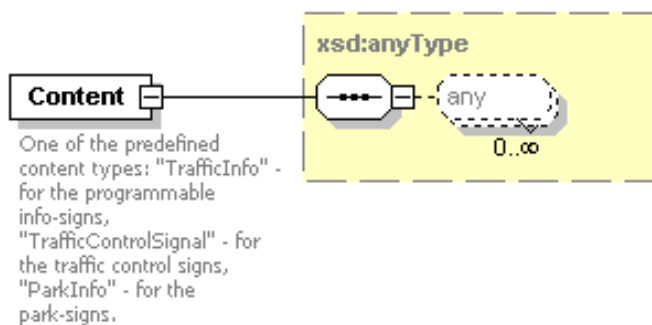 xsd:anyType
Content
any
0..∞
One of the predefined
content types: "TrafficInfo" -
for the programmable
info-signs,
"TrafficControlSignal" - for
the traffic control signs,
"ParkInfo" - for the
park-signs.